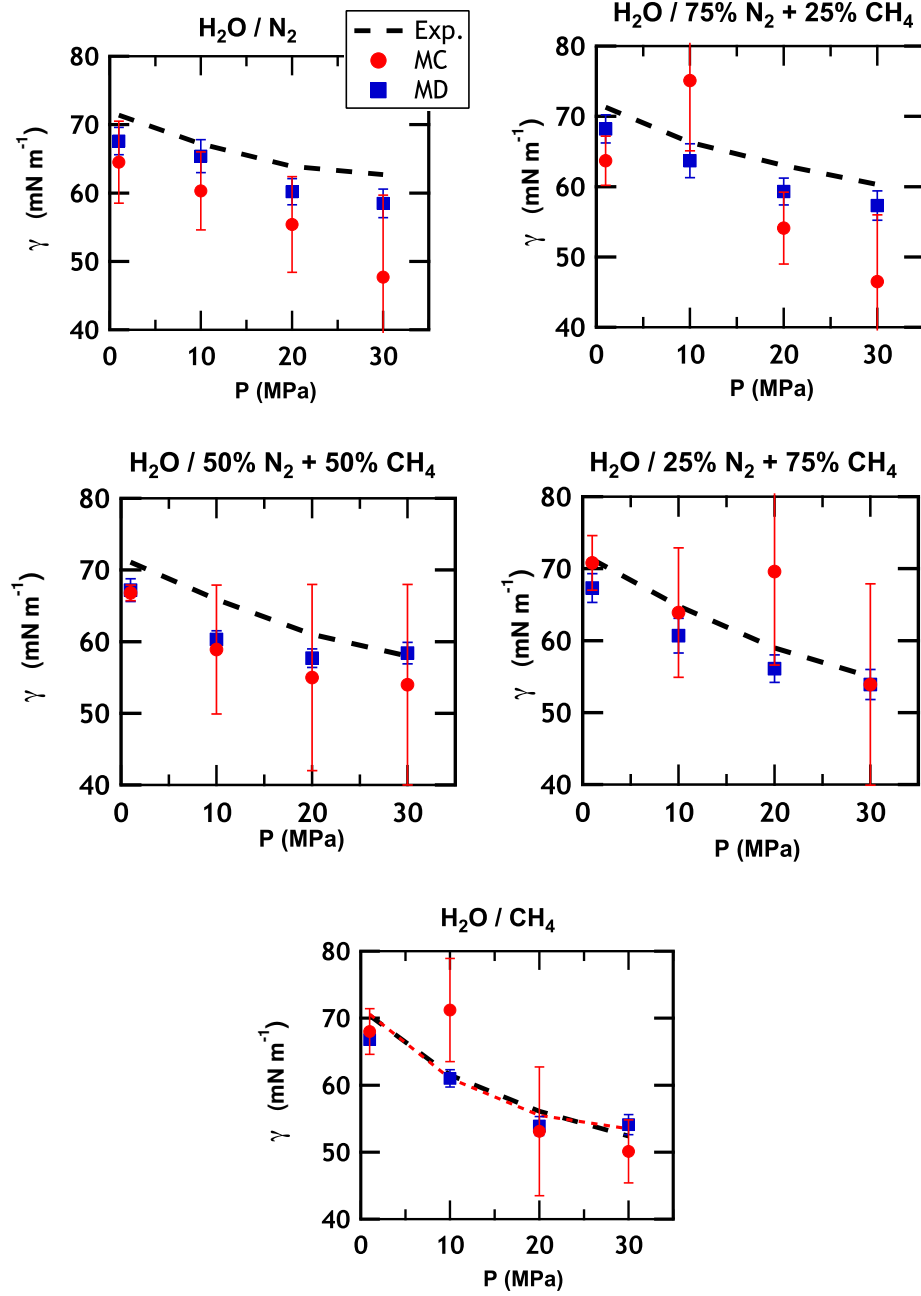 H₂O / N₂
H₂O / 75% N₂ + 25% CH₄
Exp.
MC
MD
80
70
60
50
40
γ (mN m⁻¹)
0 10 20 30
P (MPa)
80
70
60
50
40
γ (mN m⁻¹)
0 10 20 30
P (MPa)
H₂O / 50% N₂ + 50% CH₄
80
70
60
50
40
γ (mN m⁻¹)
0 10 20 30
P (MPa)
H₂O / 25% N₂ + 75% CH₄
80
70
60
50
40
γ (mN m⁻¹)
0 10 20 30
P (MPa)
H₂O / CH₄
80
70
60
50
40
γ (mN m⁻¹)
0 10 20 30
P (MPa)